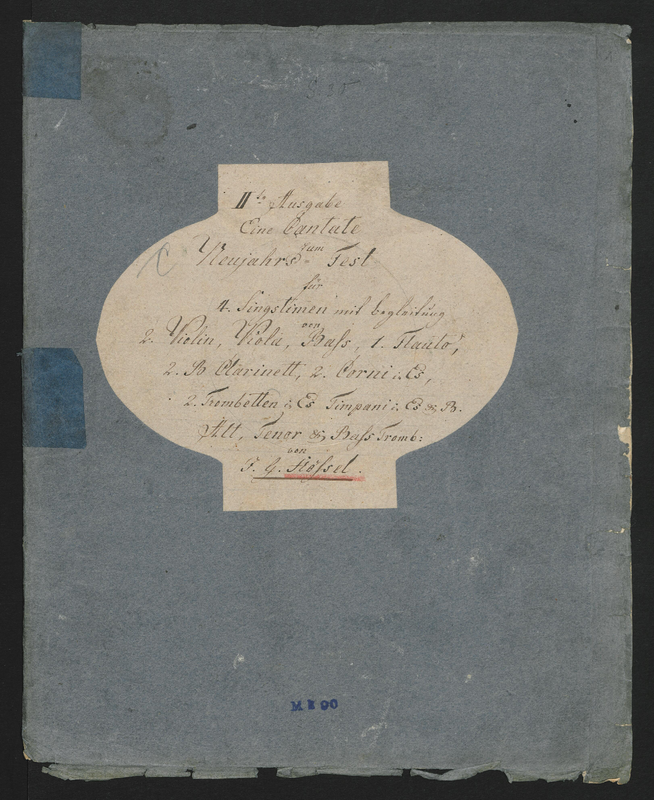 IIte Ausgabe
Eine Cantate
zum
C Neujahrs Fest
für
4. Singstimen mit begleitung
von
2. Violin, Viola, Bass, 1. Flauto,
2. B Clarinett, 2. Corni i. Es,
2. Trombetten i. Es Timpani i. Es & B.
Alt, Tenor & Bass Tromb:
von
F. G. Stössel.